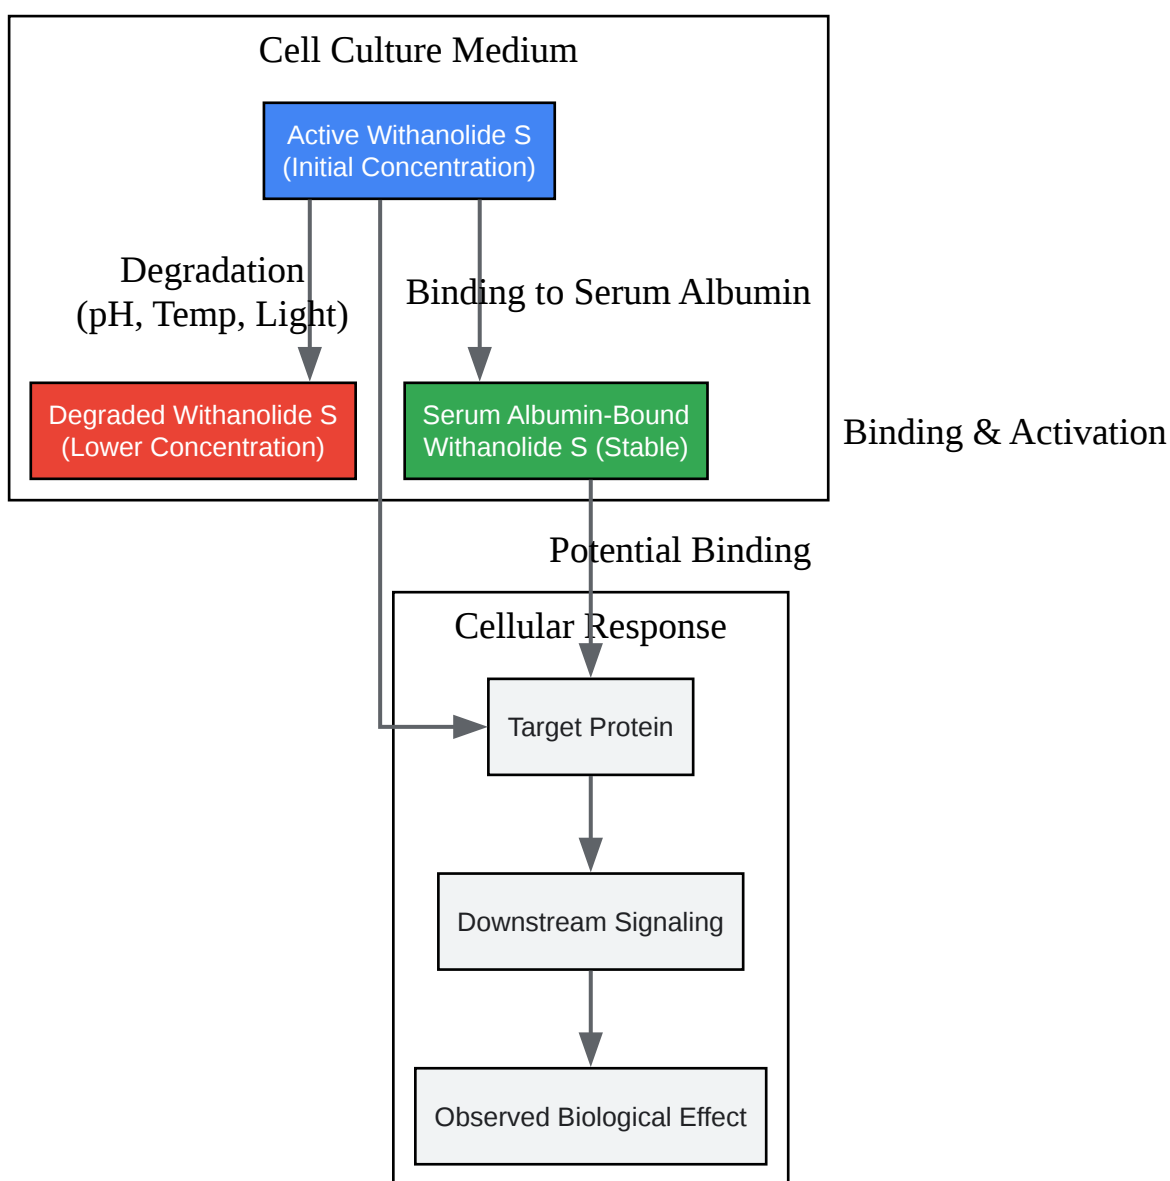 Cell Culture Medium
Active Withanolide S
(Initial Concentration)
Degradation
(pH, Temp, Light)
Binding to Serum Albumin
Degraded Withanolide S
(Lower Concentration)
Serum Albumin-Bound
Withanolide S (Stable)
Binding & Activation
Potential Binding
Cellular Response
Target Protein
Downstream Signaling
Observed Biological Effect